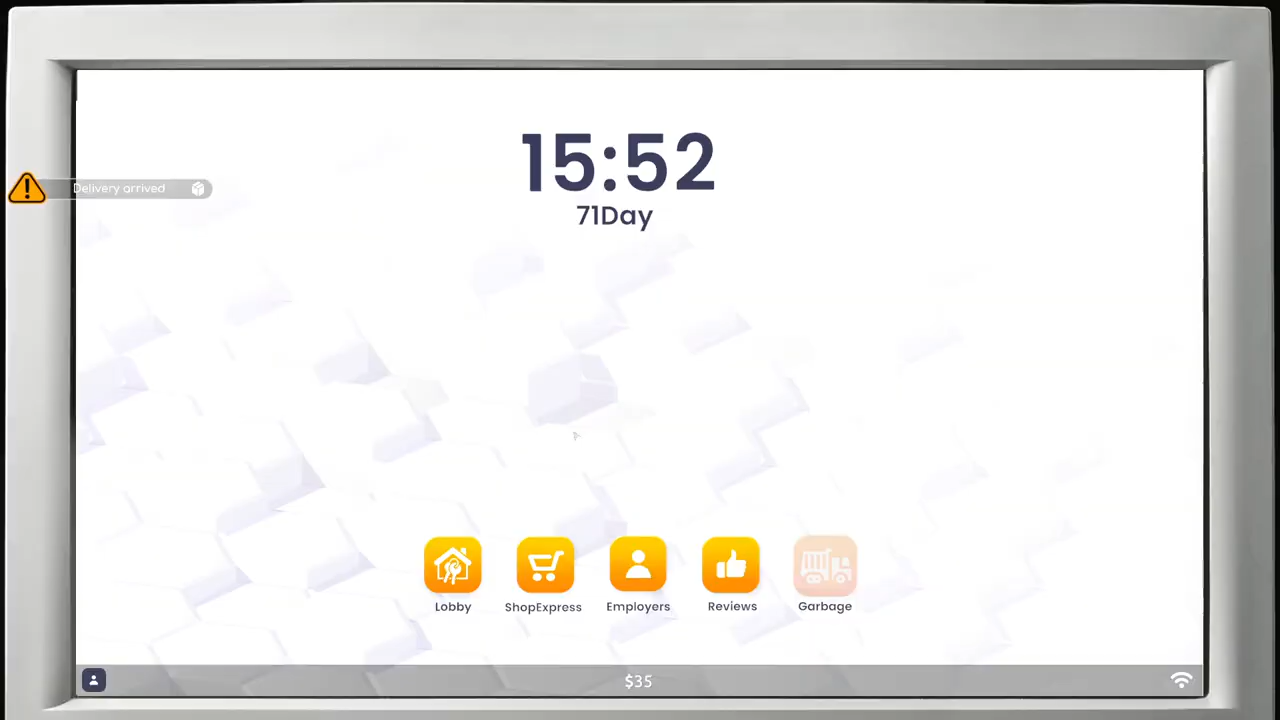 15:52
71Day
Delivery arrived
Lobby
ShopExpress
Employers
Reviews
Garbage
$35